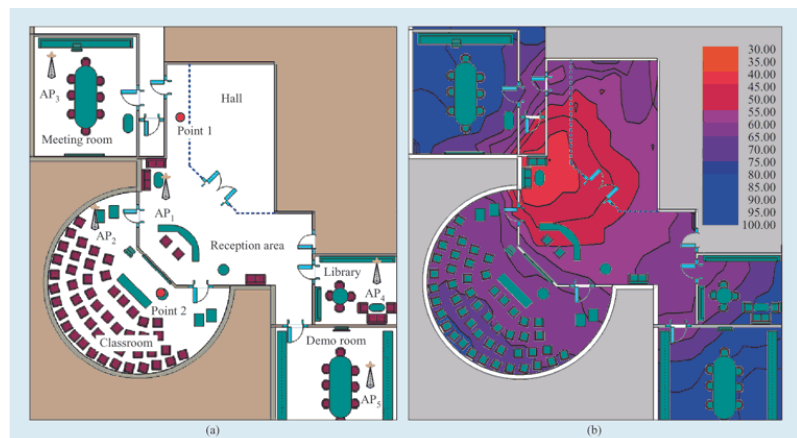 Hall
AP3
Meeting room
Point 1
AP1
AP2
Reception area
Library
AP4
Point 2
Classroom
Demo room
AP5
(a)
30.00
35.00
40.00
45.00
50.00
55.00
60.00
65.00
70.00
75.00
80.00
85.00
90.00
95.00
100.00
(b)